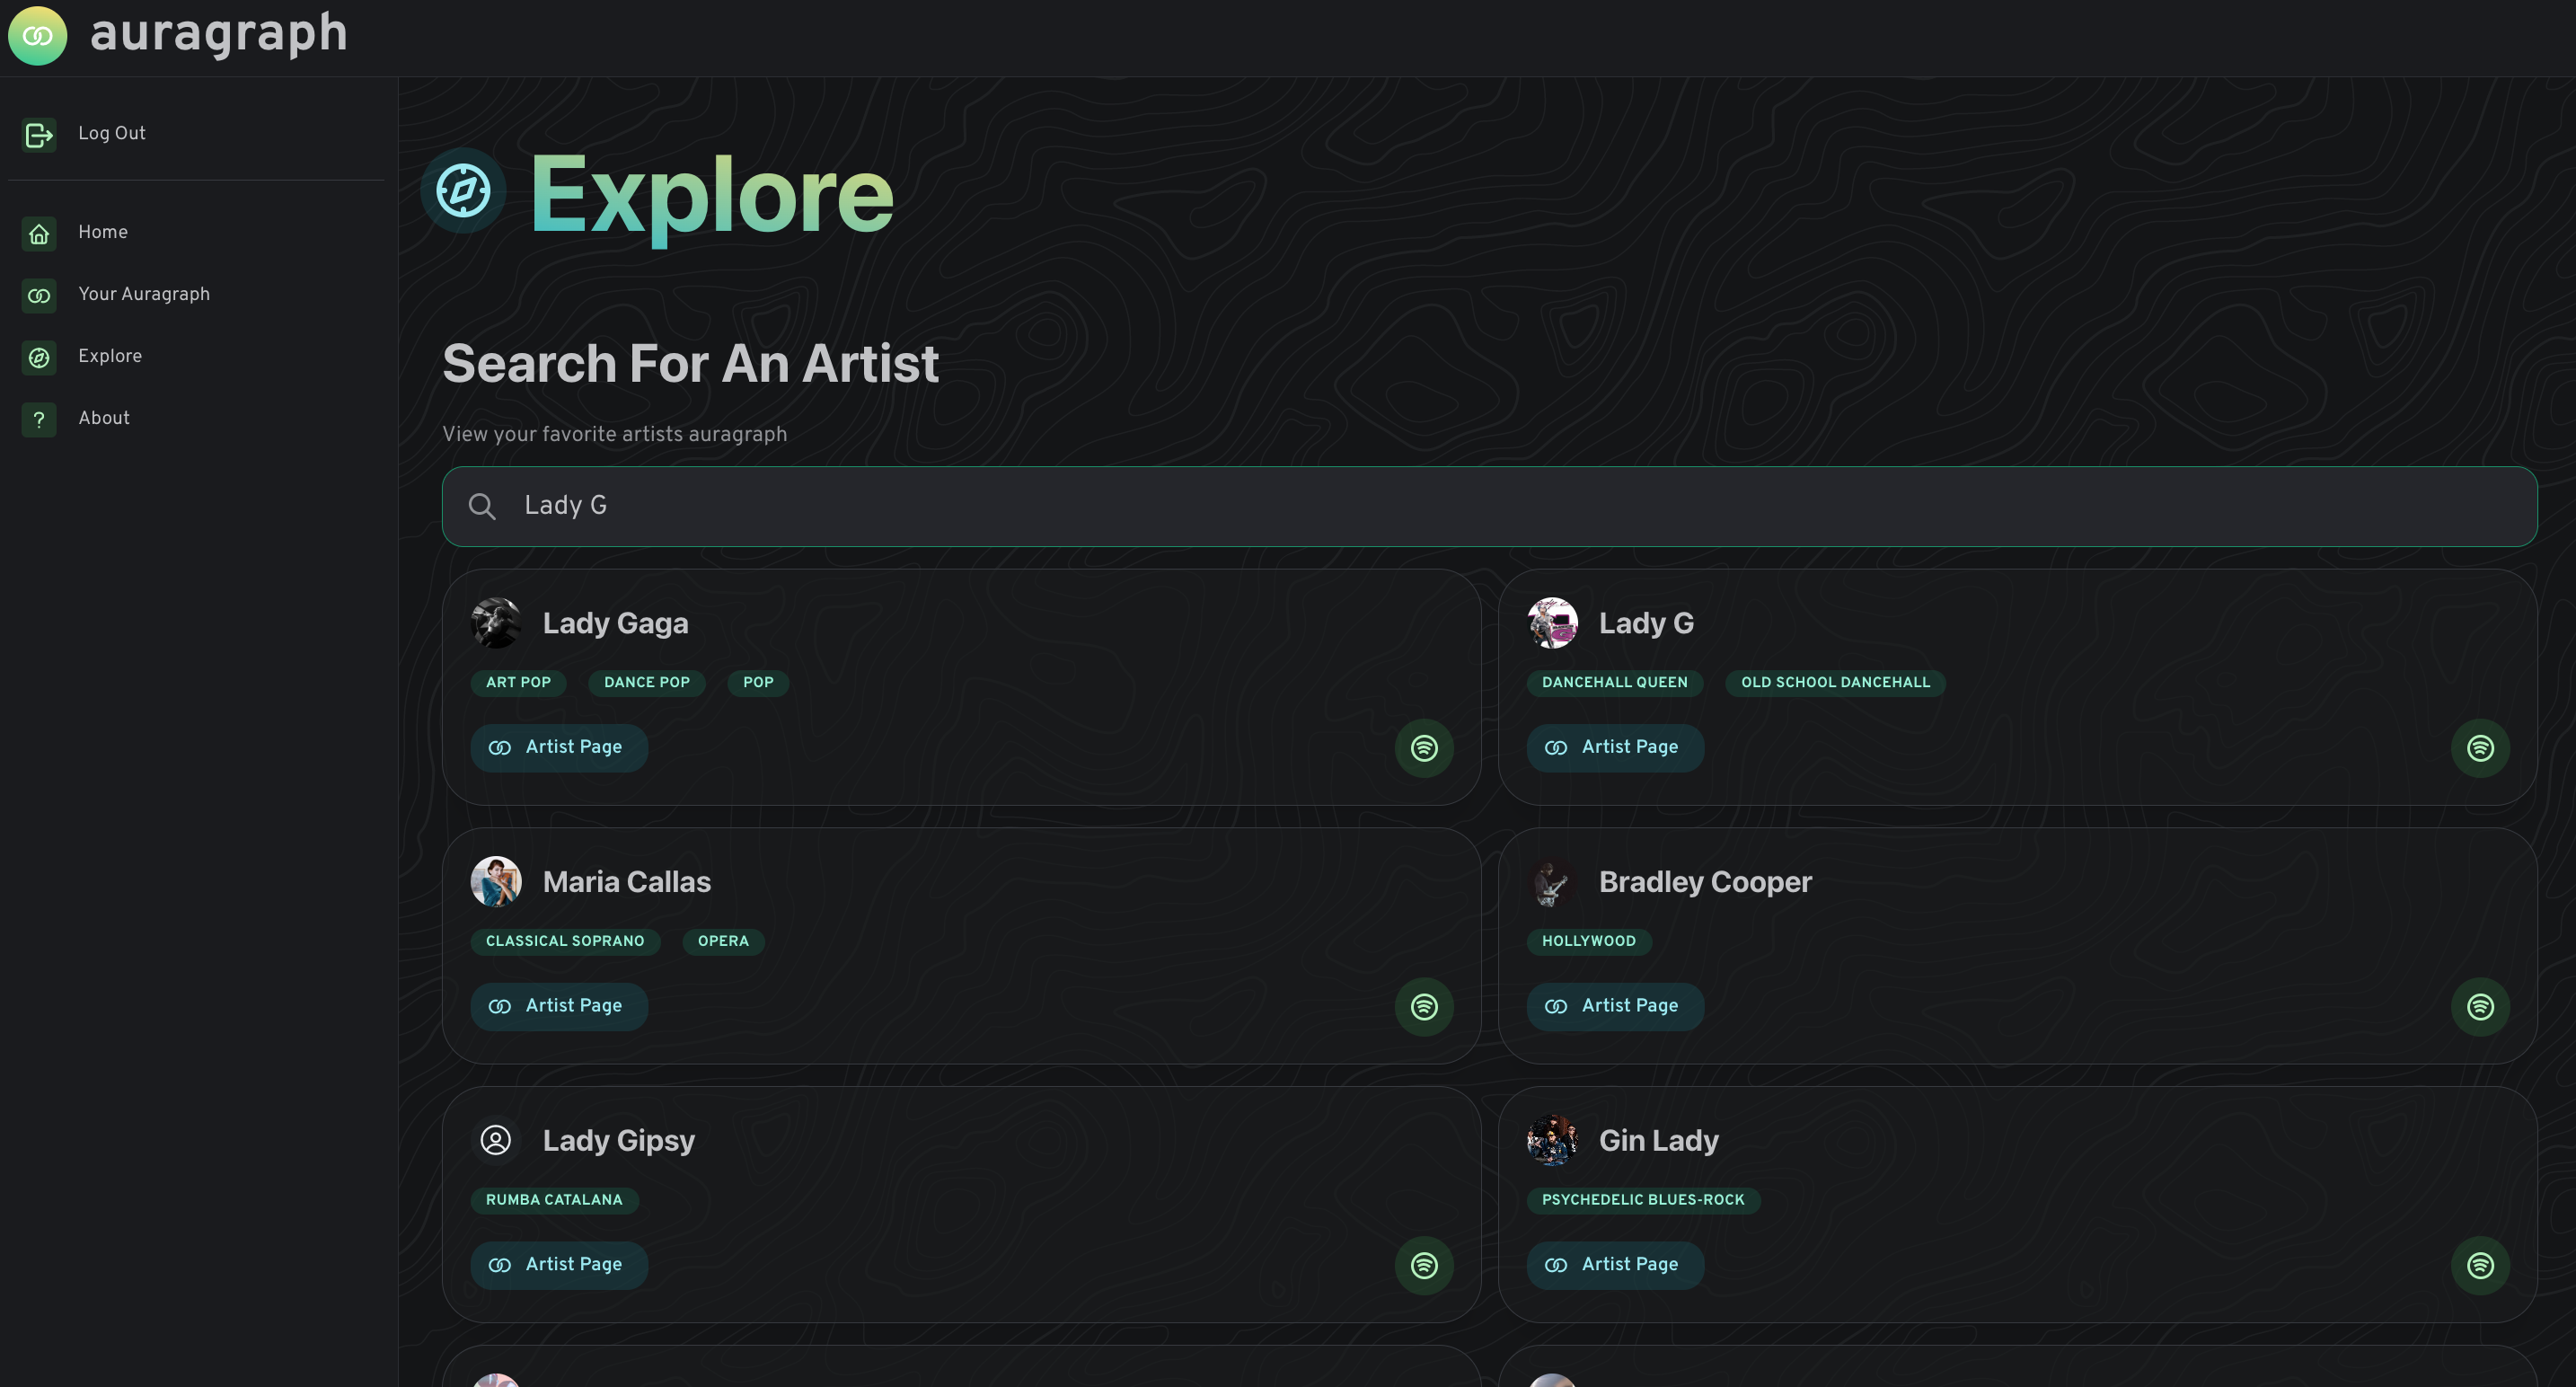 auragraph
Log Out
Home
Your Auragraph
Explore
? About
Explore
Search For An Artist
View your favorite artists auragraph
Lady G
Lady Gaga
ART POP DANCE POP POP
Artist Page
Lady G
DANCEHALL QUEEN OLD SCHOOL DANCEHALL
Artist Page
Maria Callas
CLASSICAL SOPRANO OPERA
Artist Page
Bradley Cooper
HOLLYWOOD
Artist Page
Lady Gipsy
RUMBA CATALANA
Artist Page
Gin Lady
PSYCHEDELIC BLUES-ROCK
Artist Page